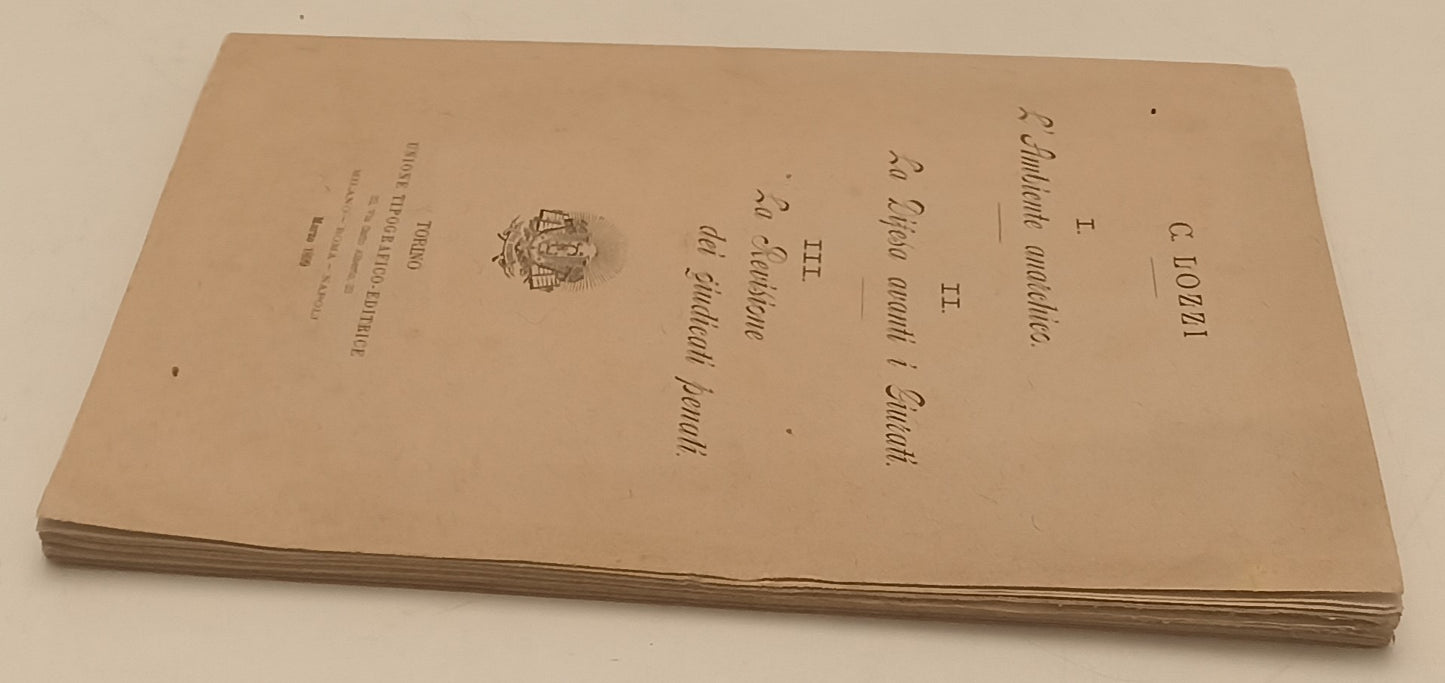 C. LOZZI
I.
L'Ambiente anarchico.
II.
La Difesa avanti i Giurati.
III.
La Revisione
dei giudicati penali.
TORINO
UNIONE TIPOGRAFICO-EDITRICE
MILANO - ROMA - NAPOLI
Marzo